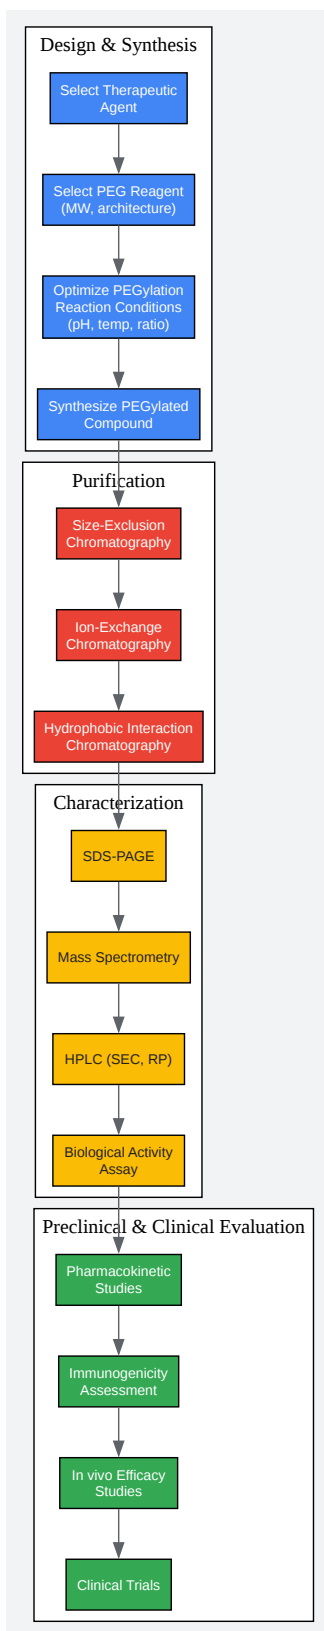 Design & Synthesis
Select Therapeutic
Agent
Select PEG Reagent
(MW, architecture)
Optimize PEGylation
Reaction Conditions
(pH, temp, ratio)
Synthesize PEGylated
Compound
Purification
Size-Exclusion
Chromatography
Ion-Exchange
Chromatography
Hydrophobic Interaction
Chromatography
Characterization
SDS-PAGE
Mass Spectrometry
HPLC (SEC, RP)
Biological Activity
Assay
Preclinical & Clinical Evaluation
Pharmacokinetic
Studies
Immunogenicity
Assessment
In vivo Efficacy
Studies
Clinical Trials